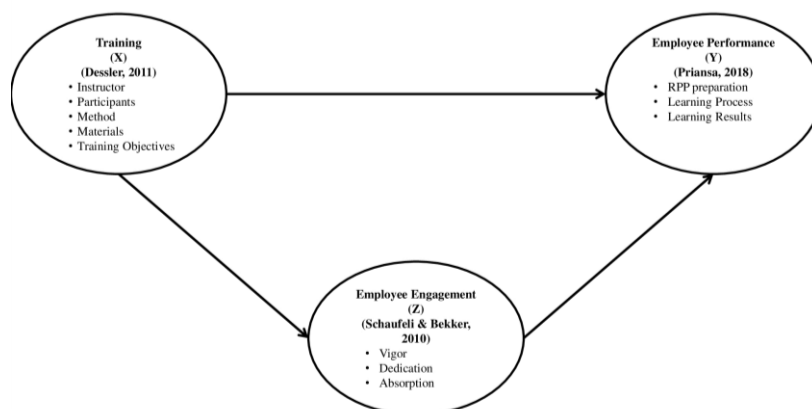 Training
(X)
(Dessler, 2011)
• Instructor
• Participants
• Method
• Materials
• Training Objectives
Employee Performance
(Y)
(Priansa, 2018)
• RPP preparation
• Learning Process
• Learning Results
Employee Engagement
(Z)
(Schaufeli & Bekker,
2010)
• Vigor
• Dedication
• Absorption